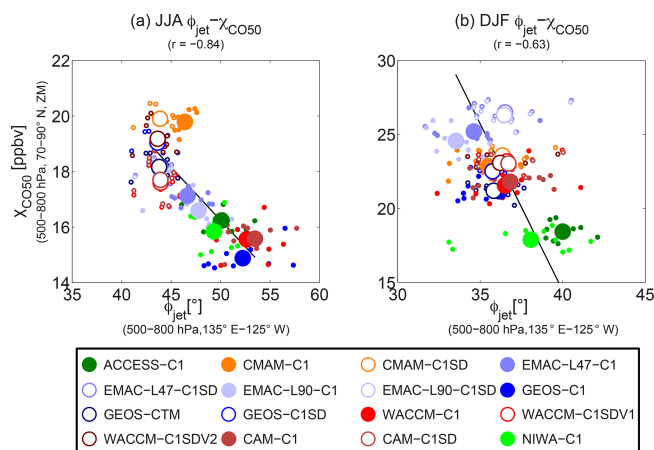 (a) JJA ϕjet−χCO50
(r = −0.84)
(b) DJF ϕjet−χCO50
(r = −0.63)
XCO50 [ppbv]
(500−800 hPa, 70−90° N, ZM)
22
20
18
16
14
35 40 45 50 55 60
ϕjet[°]
(500−800 hPa,135° E−125° W)
30
25
20
15
30 35 40 45
ϕjet[°]
(500−800 hPa,135° E−125° W)
ACCESS−C1 CMAM−C1 CMAM−C1SD EMAC−L47−C1
EMAC−L47−C1SD EMAC−L90−C1 EMAC−L90−C1SD GEOS−C1
GEOS−CTM GEOS−C1SD WACCM−C1 WACCM−C1SDV1
WACCM−C1SDV2 CAM−C1 CAM−C1SD NIWA−C1